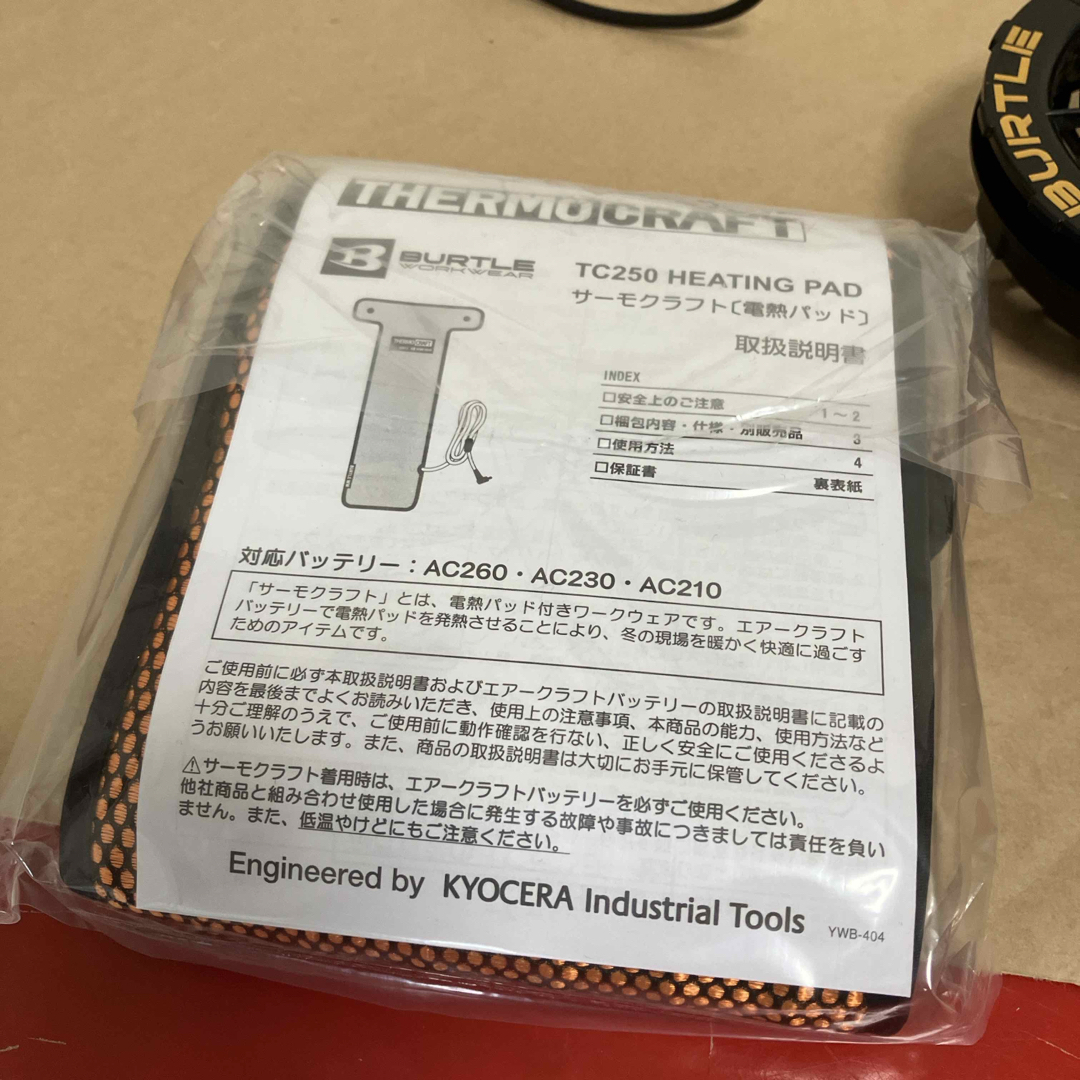 THERMO CRAFT
B BURTLE
WORKWEAR
TC250 HEATING PAD
サーモクラフト〔電熱パッド〕
取扱説明書
INDEX
□安全上のご注意 1～2
□梱包内容・仕様・別販売品 3
□使用方法 4
□保証書 裏表紙
THERMO CRAFT
対応バッテリー：AC260・AC230・AC210
「サーモクラフト」とは、電熱パッド付きワークウェアです。エアークラフト
バッテリーで電熱パッドを発熱させることにより、冬の現場を暖かく快適に過ごす
ためのアイテムです。
ご使用前に必ず本取扱説明書およびエアークラフトバッテリーの取扱説明書に記載の
内容を最後までよくお読みいただき、使用上の注意事項、本商品の能力、使用方法など
十分ご理解のうえで、ご使用前に動作確認を行ない、正しく安全にご使用くださるよ
うお願いいたします。また、商品の取扱説明書は大切にお手元に保管してください。
⚠サーモクラフト着用時は、エアークラフトバッテリーを必ずご使用ください。
他社商品と組み合わせ使用した場合に発生する故障や事故につきましては責任を負い
ません。また、低温やけどにもご注意ください。
Engineered by KYOCERA Industrial Tools
YWB-404
BURTLE